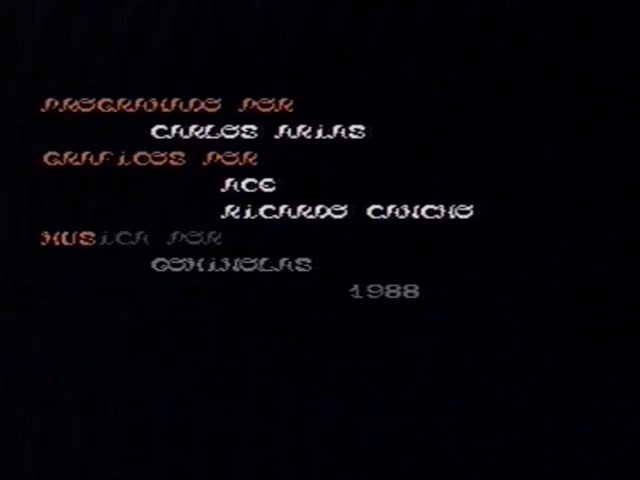 PROGRAMADO POR
CARLOS ARIAS
GRAFICOS POR
ACE
RICARDO CANCHO
MUSICA POR
GOMINOLAS
1988